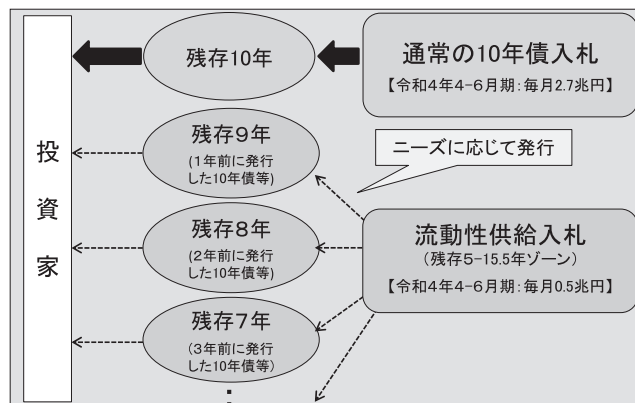 投資家
残存10年
通常の10年債入札
【令和4年4-6月期：毎月2.7兆円】
残存9年
(1年前に発行
した10年債等)
ニーズに応じて発行
残存8年
(2年前に発行
した10年債等)
流動性供給入札
(残存5-15.5年ゾーン)
【令和4年4-6月期：毎月0.5兆円】
残存7年
(3年前に発行
した10年債等)